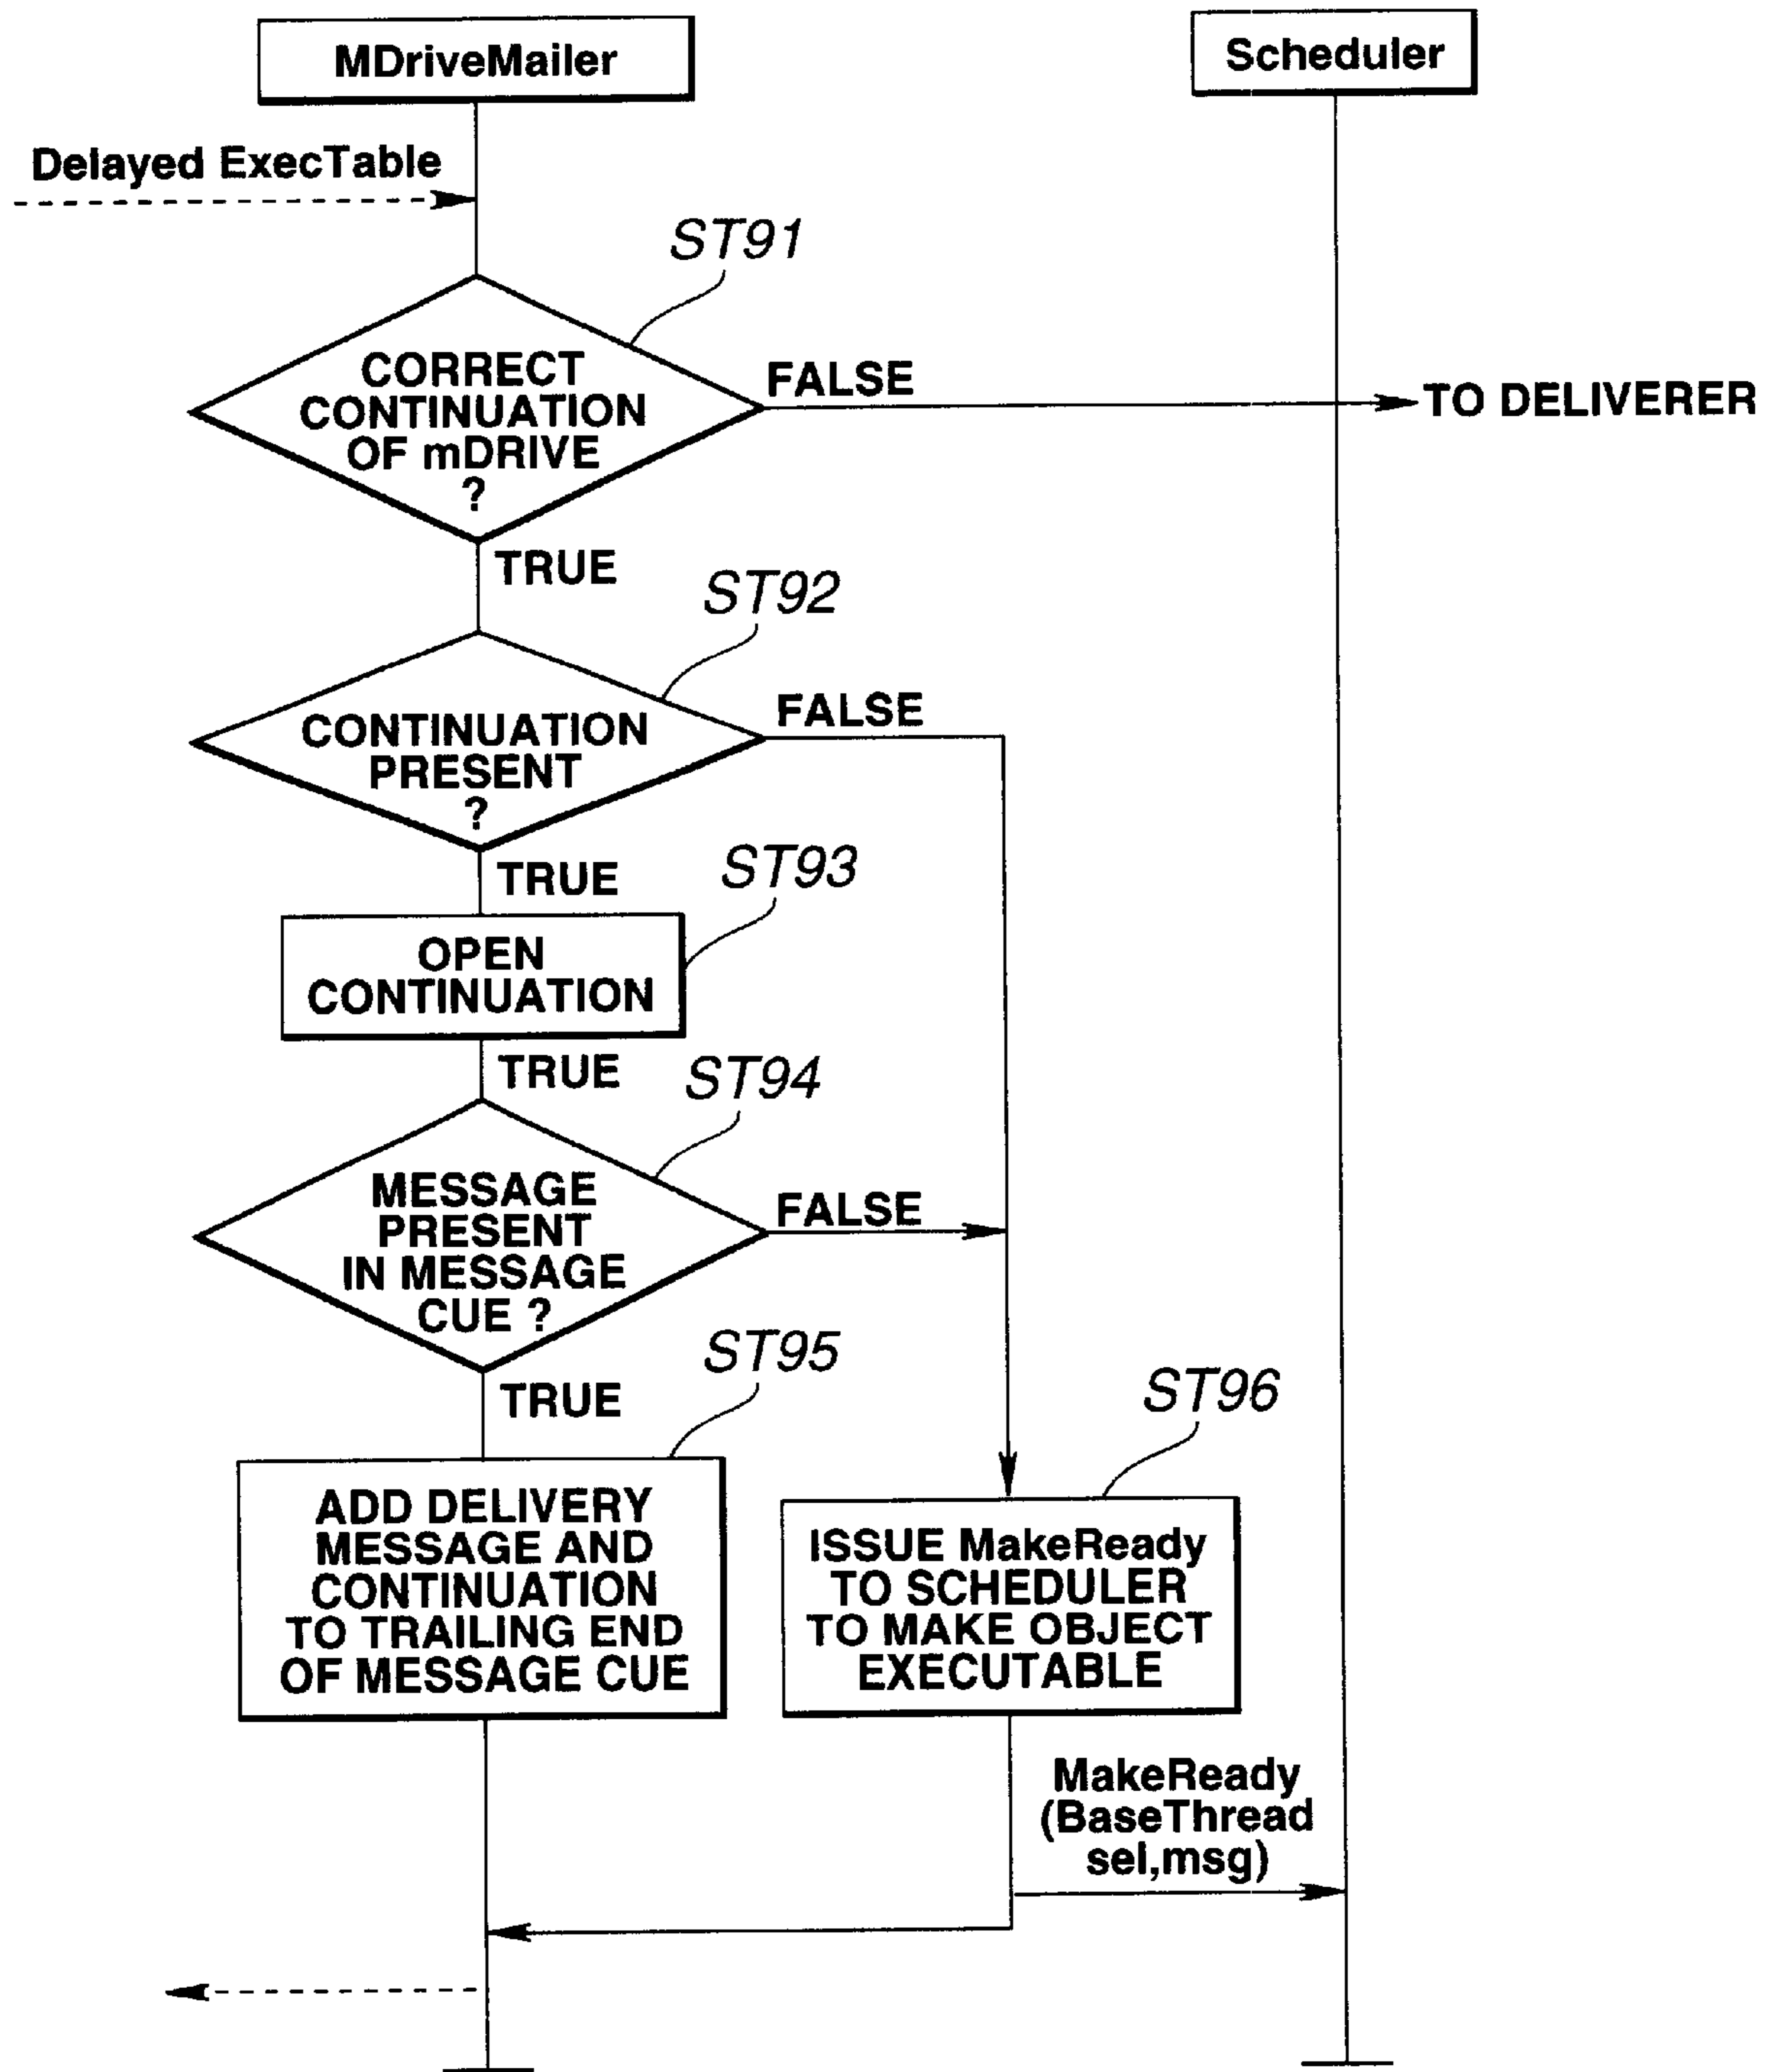 MDriveMailer
Scheduler
Delayed ExecTable
ST91
CORRECT
CONTINUATION
OF mDRIVE
?
FALSE
TO DELIVERER
TRUE
ST92
CONTINUATION
PRESENT
?
FALSE
TRUE
ST93
OPEN
CONTINUATION
TRUE
ST94
MESSAGE
PRESENT
IN MESSAGE
CUE ?
FALSE
TRUE
ST95
ADD DELIVERY
MESSAGE AND
CONTINUATION
TO TRAILING END
OF MESSAGE CUE
ST96
ISSUE MakeReady
TO SCHEDULER
TO MAKE OBJECT
EXECUTABLE
MakeReady
(BaseThread
sel,msg)